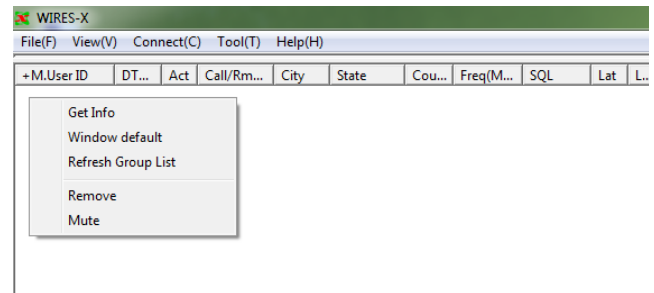 WIRES-X
File(F) View(V) Connect(C) Tool(T) Help(H)
+M.User ID DT... Act Call/Rm... City State Cou... Freq(M... SQL Lat L...
Get Info
Window default
Refresh Group List
Remove
Mute